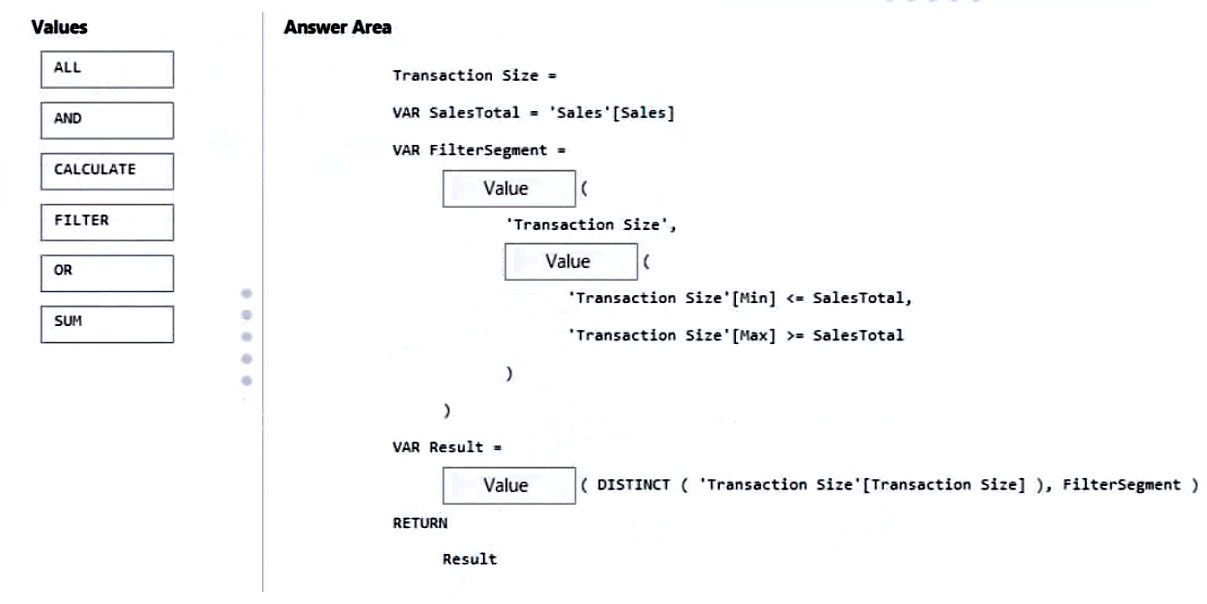 Values
ALL
AND
CALCULATE
FILTER
OR
SUM
Answer Area
Transaction Size =
VAR SalesTotal = 'Sales'[Sales]
VAR FilterSegment =
Value (
'Transaction Size',
Value (
'Transaction Size'[Min] <= SalesTotal,
'Transaction Size'[Max] >= SalesTotal
)
)
VAR Result =
Value ( DISTINCT ( 'Transaction Size'[Transaction Size] ), FilterSegment )
RETURN
Result